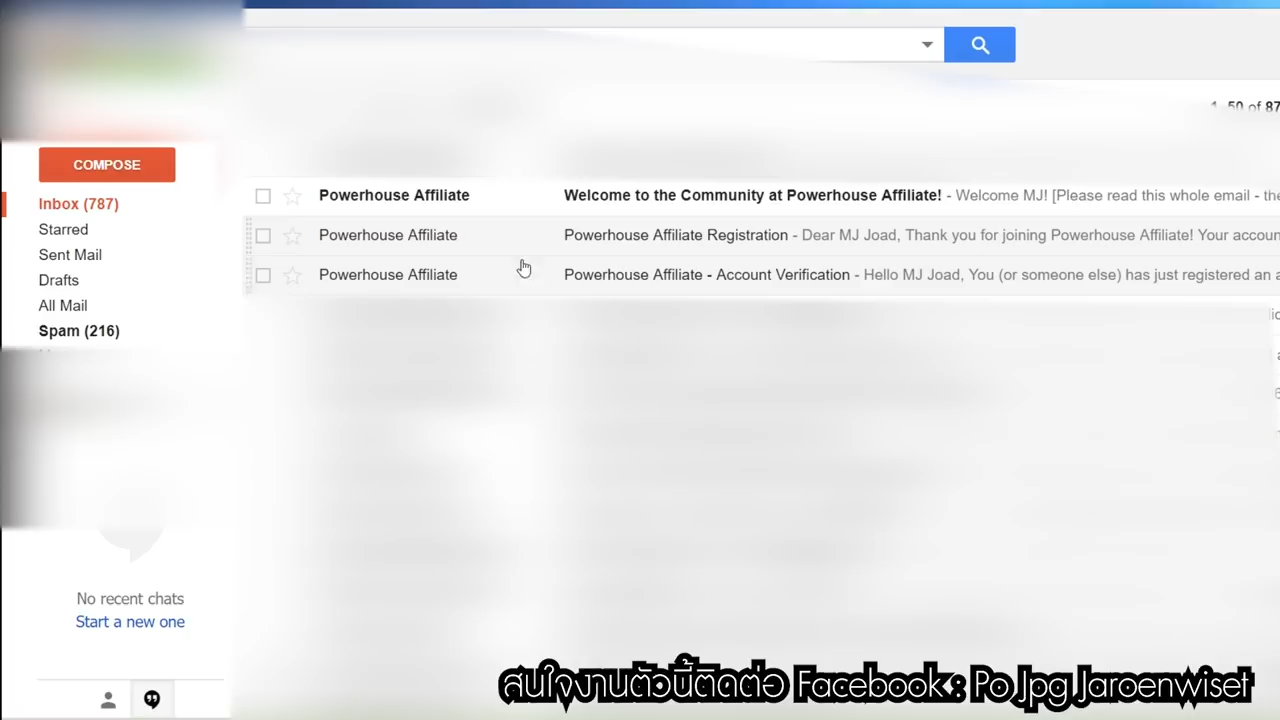 1-50 of 87
COMPOSE
Inbox (787)
Starred
Sent Mail
Drafts
All Mail
Spam (216)
Powerhouse Affiliate Welcome to the Community at Powerhouse Affiliate! - Welcome MJ! [Please read this whole email - the
Powerhouse Affiliate Powerhouse Affiliate Registration - Dear MJ Joad, Thank you for joining Powerhouse Affiliate! Your accoun
Powerhouse Affiliate Powerhouse Affiliate - Account Verification - Hello MJ Joad, You (or someone else) has just registered an a
No recent chats
Start a new one
สนใจงานตัวนี้ติดต่อ Facebook : Po Jpg Jaroenwiset